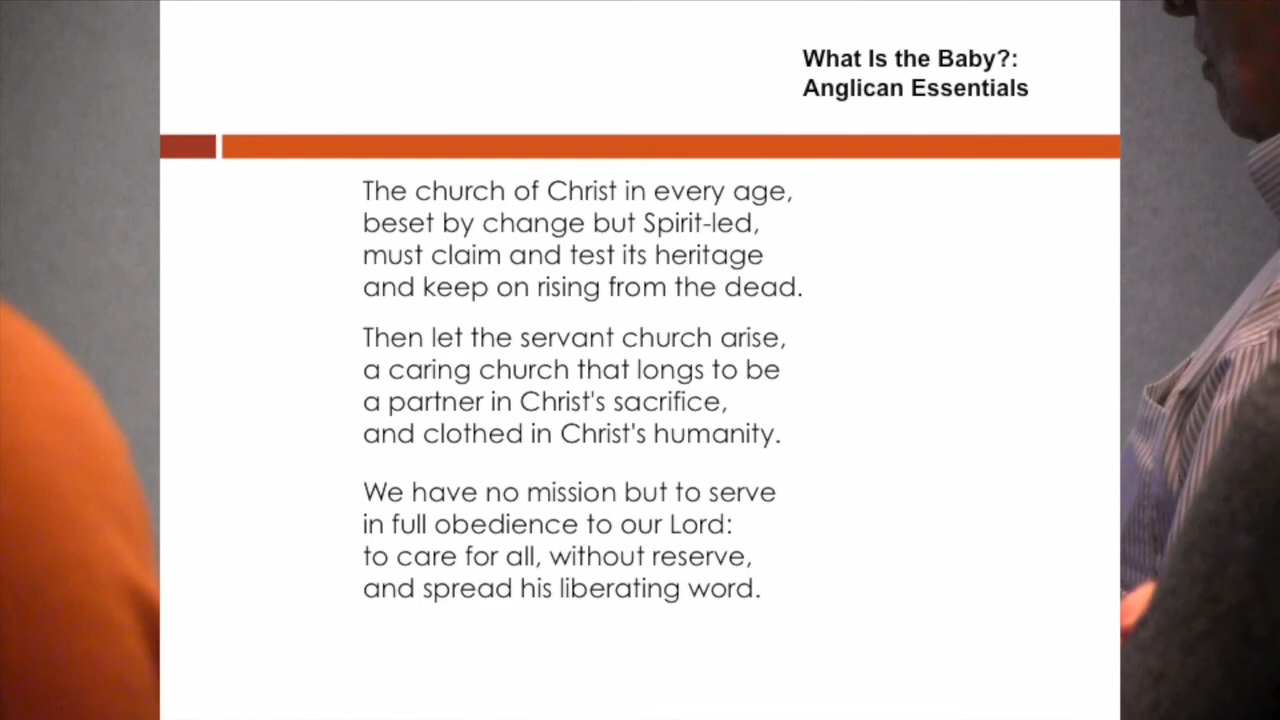 What Is the Baby?:
Anglican Essentials
The church of Christ in every age,
beset by change but Spirit-led,
must claim and test its heritage
and keep on rising from the dead.
Then let the servant church arise,
a caring church that longs to be
a partner in Christ's sacrifice,
and clothed in Christ's humanity.
We have no mission but to serve
in full obedience to our Lord:
to care for all, without reserve,
and spread his liberating word.